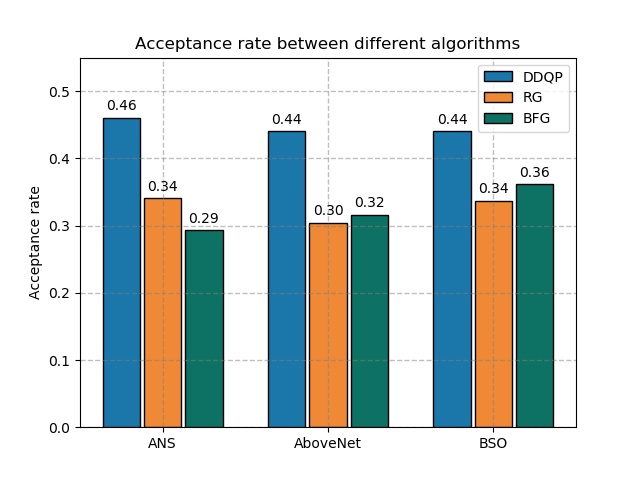 Acceptance rate between different algorithms
Acceptance rate
0.5
0.4
0.3
0.2
0.1
0.0
0.46
0.34
0.29
0.44
0.30
0.32
0.44
0.34
0.36
DDQP
RG
BFG
ANS
AboveNet
BSO